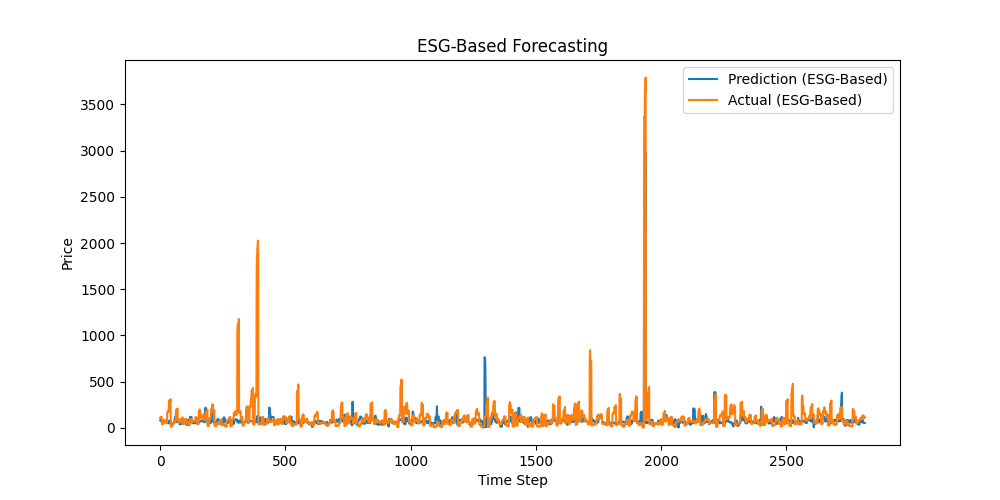 ESG-Based Forecasting
Prediction (ESG-Based)
Actual (ESG-Based)
Price
3500
3000
2500
2000
1500
1000
500
0
0 500 1000 1500 2000 2500
Time Step